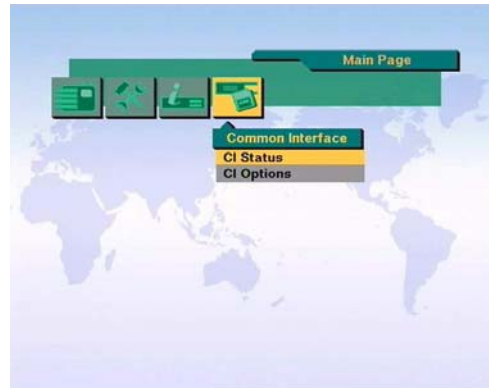 Main Page
Common Interface
CI Status
CI Options